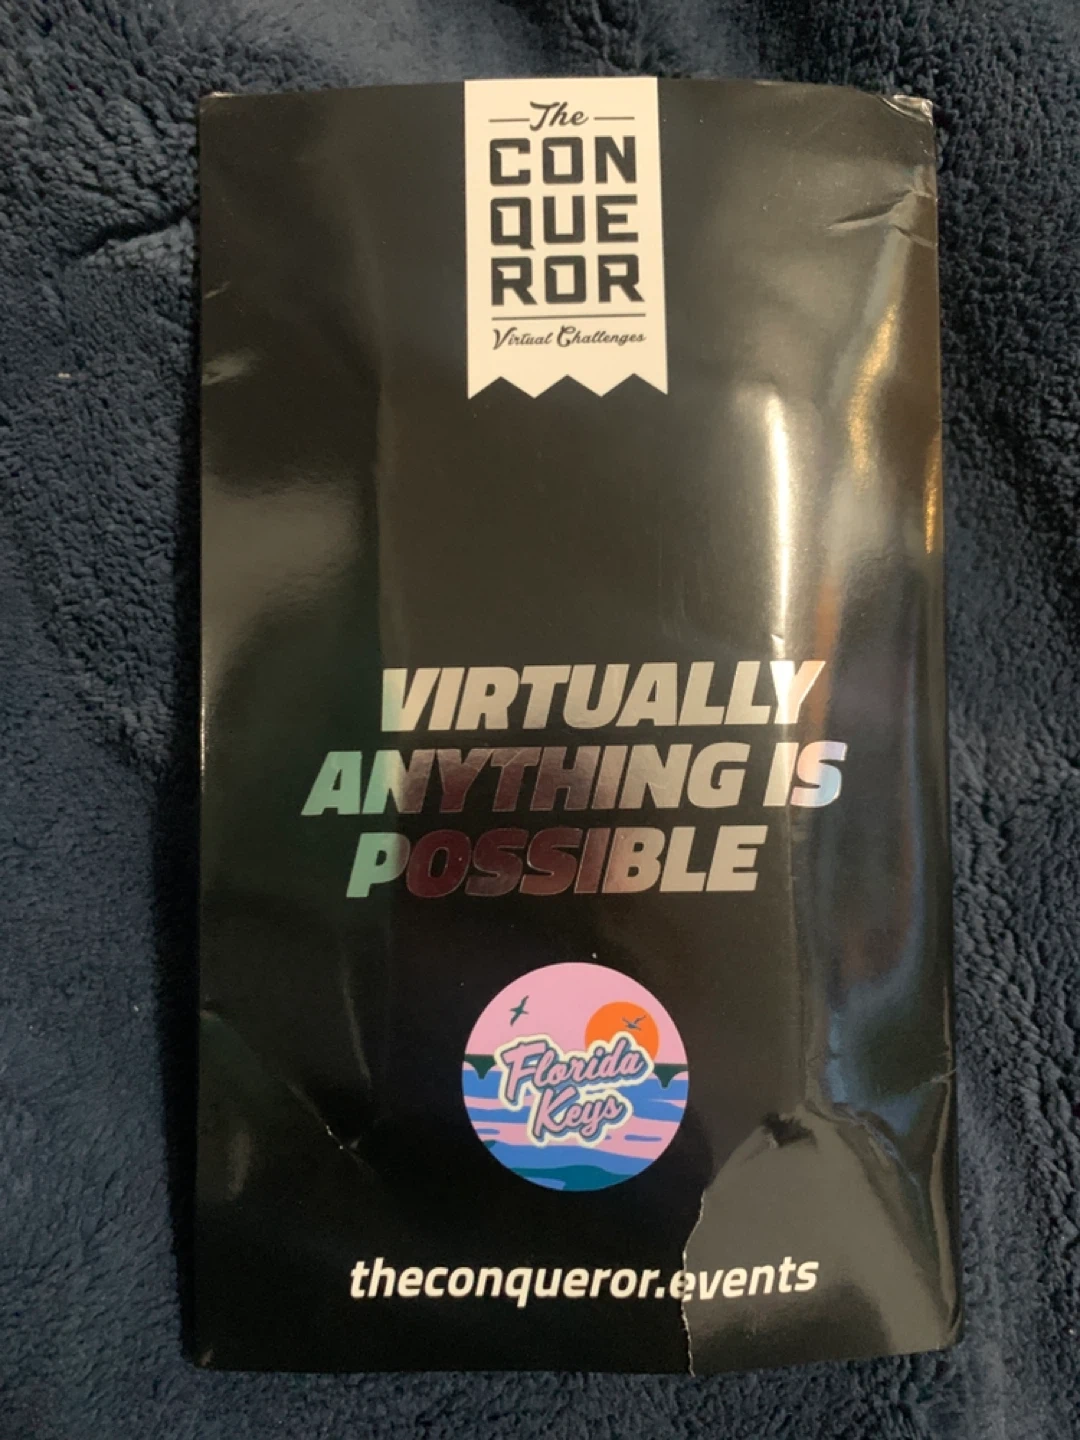 The
CON
QUE
ROR
Virtual Challenges
VIRTUALLY
ANYTHING IS
POSSIBLE
Florida
Keys
theconqueror.events